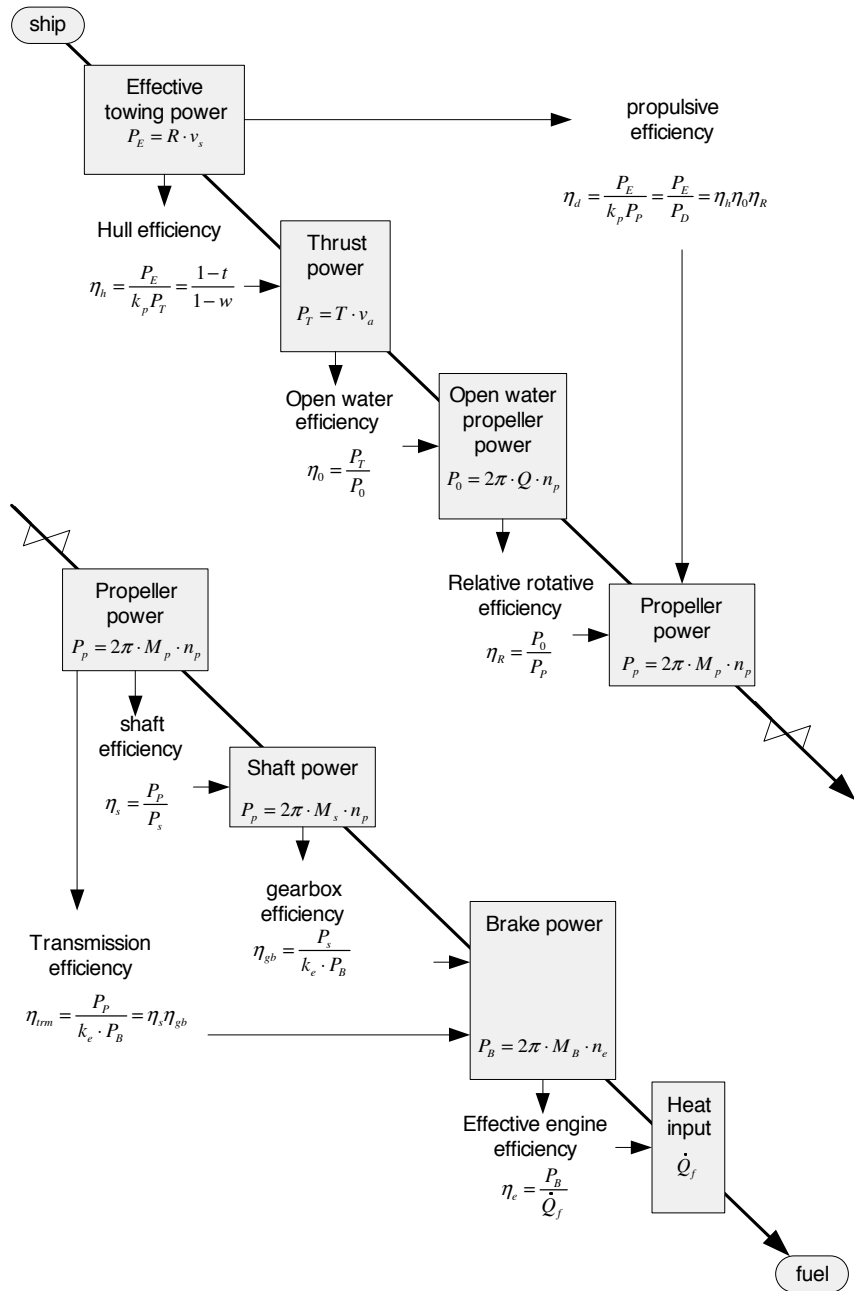 ship
Effective
towing power
P_E = R · v_s
propulsive
efficiency
η_d = P_E / (k_p P_P) = P_E / P_D = η_h η_0 η_R
Hull efficiency
η_h = P_E / (k_p P_T) = (1 − t) / (1 − w)
Thrust
power
P_T = T · v_a
Open water
efficiency
η_0 = P_T / P_0
Open water
propeller
power
P_0 = 2π · Q · n_p
Relative rotative
efficiency
η_R = P_0 / P_P
Propeller
power
P_p = 2π · M_p · n_p
Propeller
power
P_p = 2π · M_p · n_p
shaft
efficiency
η_s = P_P / P_s
Shaft power
P_p = 2π · M_s · n_p
gearbox
efficiency
η_gb = P_s / (k_e · P_B)
Transmission
efficiency
η_trm = P_P / (k_e · P_B) = η_s η_gb
Brake power
P_B = 2π · M_B · n_e
Effective engine
efficiency
η_e = P_B / Q̇_f
Heat
input
Q̇_f
fuel